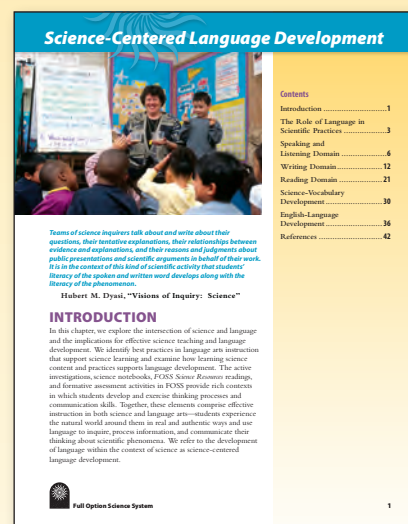 Science-Centered Language Development
Contents
Introduction ............................1
The Role of Language in
Scientific Practices ...................3
Speaking and
Listening Domain ....................6
Writing Domain.....................12
Reading Domain ....................21
Science-Vocabulary
Development.........................30
English-Language
Development.........................36
References ............................42
Teams of science inquirers talk about and write about their
questions, their tentative explanations, their relationships between
evidence and explanations, and their reasons and judgments about
public presentations and scientific arguments in behalf of their work.
It is in the context of this kind of scientific activity that students'
literacy of the spoken and written word develops along with the
literacy of the phenomenon.
Hubert M. Dyasi, "Visions of Inquiry: Science"
INTRODUCTION
In this chapter, we explore the intersection of science and language
and the implications for effective science teaching and language
development. We identify best practices in language arts instruction
that support science learning and examine how learning science
content and practices supports language development. The active
investigations, science notebooks, FOSS Science Resources readings,
and formative assessment activities in FOSS provide rich contexts
in which students develop and exercise thinking processes and
communication skills. Together, these elements comprise effective
instruction in both science and language arts—students experience
the natural world around them in real and authentic ways and use
language to inquire, process information, and communicate their
thinking about scientific phenomena. We refer to the development
of language within the context of science as science-centered
language development.
Full Option Science System
1